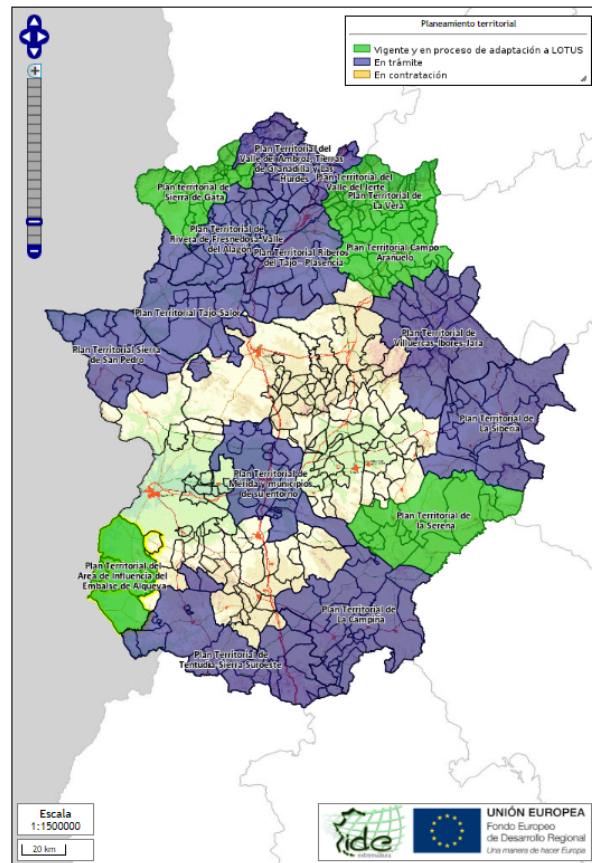 Planeamiento territorial
Vigente y en proceso de adaptación a LOTUS
En trámite
En contratación
Plan Territorial del
Valle de Ambroz, Tierras
de Granadilla y Las
Hurdes
Plan Territorial del
Valle del Jerte
Plan territorial de
Sierra de Gata
Plan Territorial de
La Vera
Plan Territorial de
Rivera de Fresnedosa-Valle
del Alagón
Plan Territorial Riberos
del Tajo - Plasencia
Plan Territorial Campo
Arañuelo
Plan Territorial Tajo-Salor
Plan Territorial Sierra
de San Pedro
Plan Territorial de
Villuercas-Ibores-Jara
Plan Territorial de
La Siberia
Plan Territorial de
Mérida y municipios
de su entorno
Plan Territorial de
la Serena
Plan Territorial del
Área de Influencia del
Embalse de Alqueva
Plan Territorial de
La Campiña
Plan Territorial de
Tentudía-Sierra Suroeste
Escala
1:1500000
20 km
ide
extremadura
UNIÓN EUROPEA
Fondo Europeo
de Desarrollo Regional
Una manera de hacer Europa